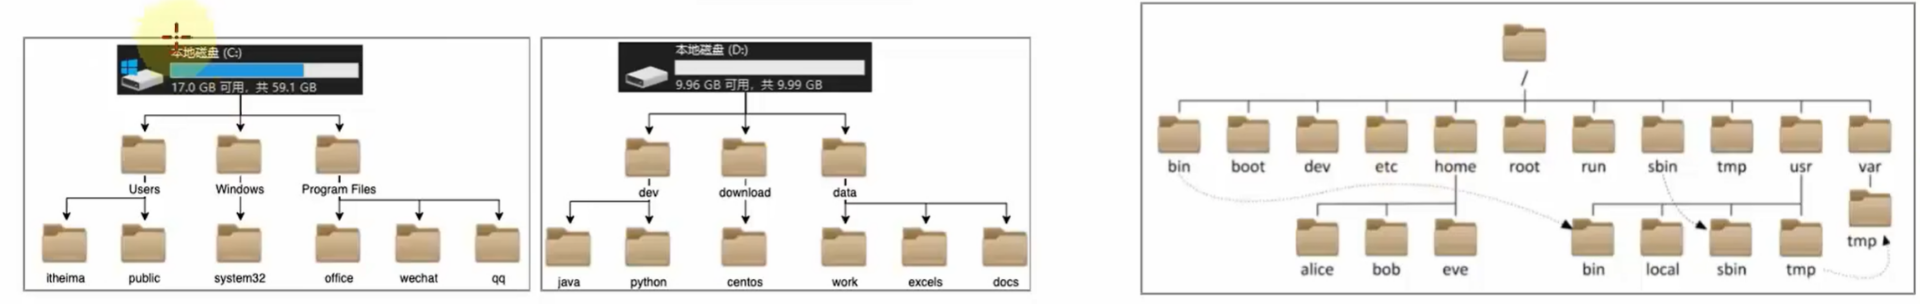 本地磁盘 (C:)
17.0 GB 可用，共 59.1 GB
Users
Windows
Program Files
itheima
public
system32
office
wechat
qq
本地磁盘 (D:)
9.96 GB 可用，共 9.99 GB
dev
download
data
java
python
centos
work
excels
docs
/
bin
boot
dev
etc
home
root
run
sbin
tmp
usr
var
tmp
alice
bob
eve
bin
local
sbin
tmp